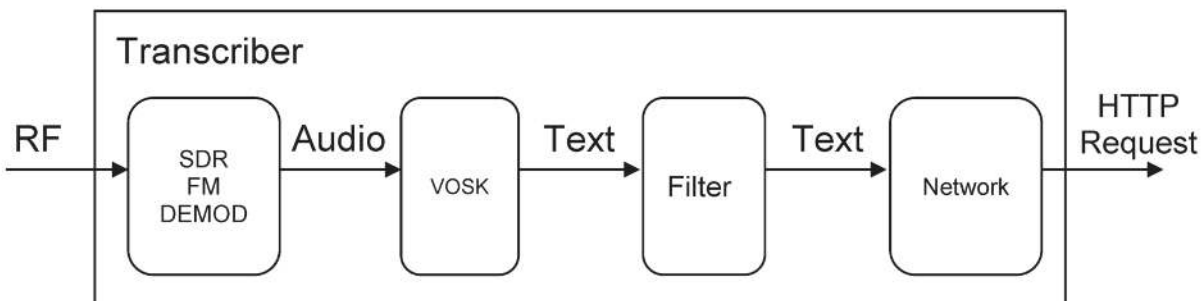 Transcriber
RF
SDR
FM
DEMOD
Audio
VOSK
Text
Filter
Text
Network
HTTP
Request